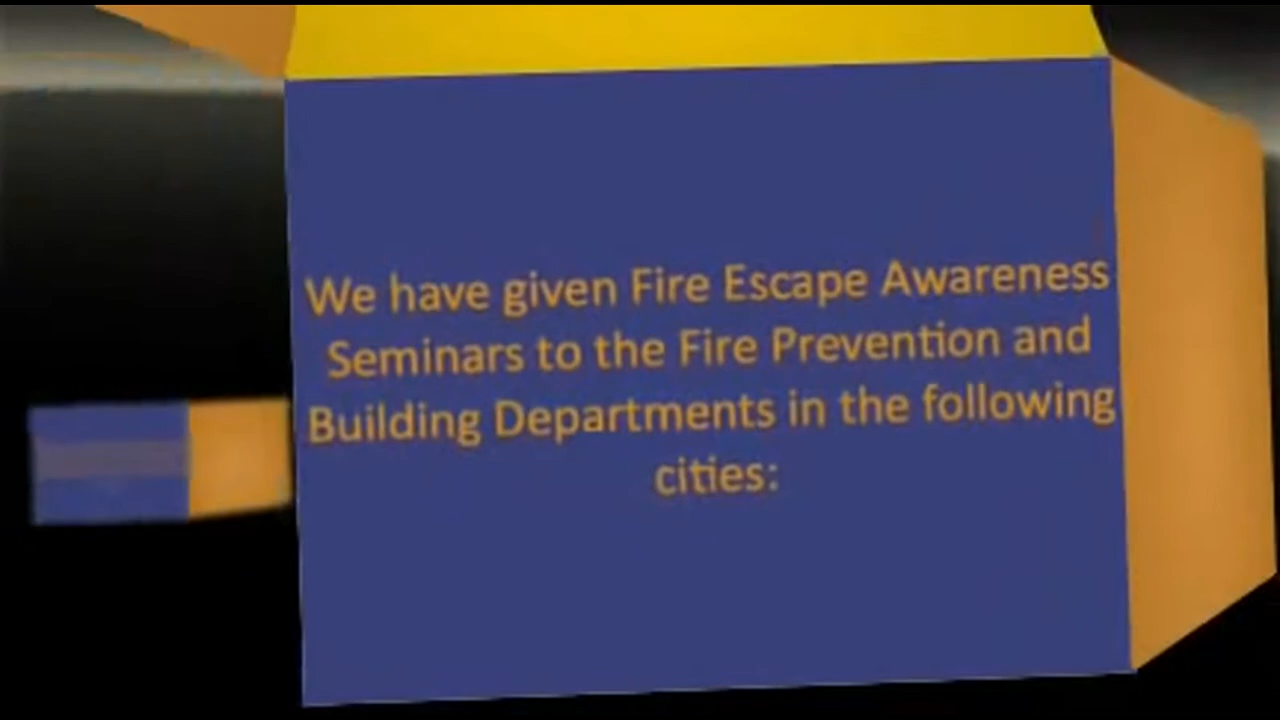 We have given Fire Escape Awareness
Seminars to the Fire Prevention and
Building Departments in the following
cities: